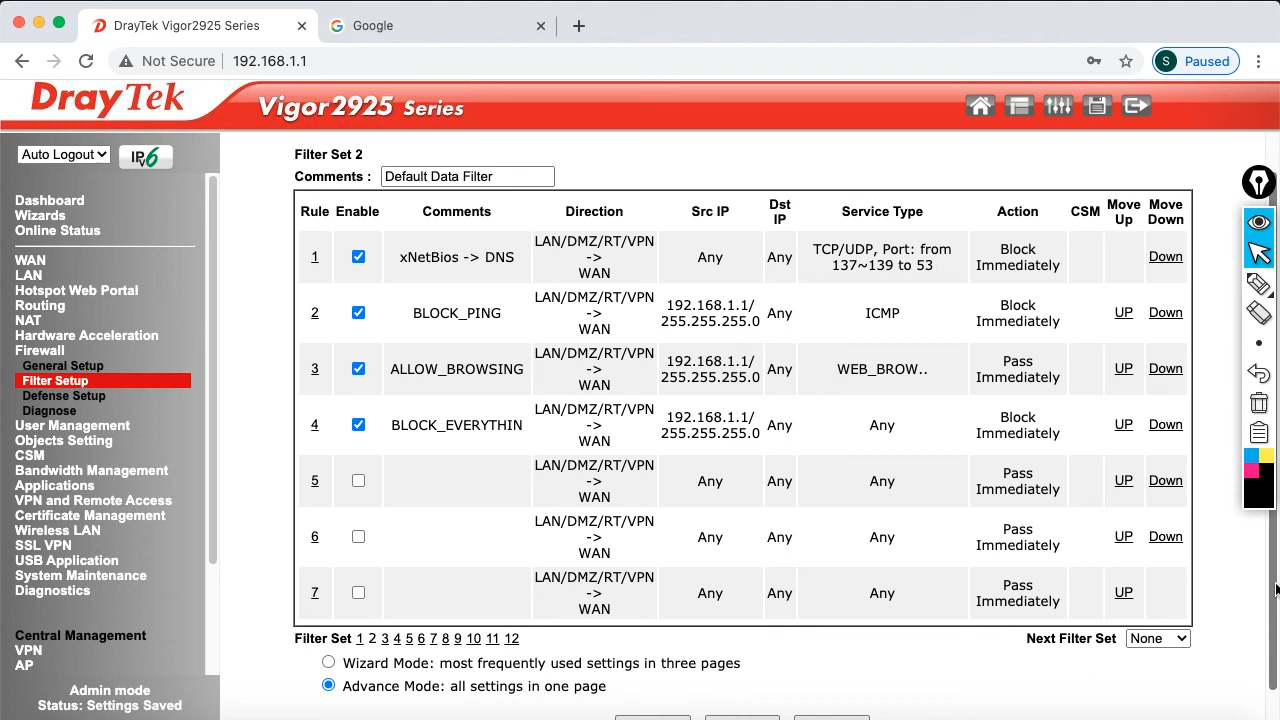 DrayTek Vigor2925 Series
Google
Not Secure
192.168.1.1
S
Paused
DrayTek
Vigor2925 Series
Auto Logout
IPv6
Dashboard
Wizards
Online Status
WAN
LAN
Hotspot Web Portal
Routing
NAT
Hardware Acceleration
Firewall
General Setup
Filter Setup
Defense Setup
Diagnose
User Management
Objects Setting
CSM
Bandwidth Management
Applications
VPN and Remote Access
Certificate Management
Wireless LAN
SSL VPN
USB Application
System Maintenance
Diagnostics
Central Management
VPN
AP
Admin mode
Status: Settings Saved
Filter Set 2
Comments : Default Data Filter
Rule Enable Comments Direction Src IP Dst IP Service Type Action CSM Move Up Move Down
1 xNetBios -> DNS LAN/DMZ/RT/VPN -> WAN Any Any TCP/UDP, Port: from 137~139 to 53 Block Immediately Down
2 BLOCK_PING LAN/DMZ/RT/VPN -> WAN 192.168.1.1/ 255.255.255.0 Any ICMP Block Immediately UP Down
3 ALLOW_BROWSING LAN/DMZ/RT/VPN -> WAN 192.168.1.1/ 255.255.255.0 Any WEB_BROW.. Pass Immediately UP Down
4 BLOCK_EVERYTHIN LAN/DMZ/RT/VPN -> WAN 192.168.1.1/ 255.255.255.0 Any Any Block Immediately UP Down
5 LAN/DMZ/RT/VPN -> WAN Any Any Any Pass Immediately UP Down
6 LAN/DMZ/RT/VPN -> WAN Any Any Any Pass Immediately UP Down
7 LAN/DMZ/RT/VPN -> WAN Any Any Any Pass Immediately UP
Filter Set 1 2 3 4 5 6 7 8 9 10 11 12
Next Filter Set None
Wizard Mode: most frequently used settings in three pages
Advance Mode: all settings in one page